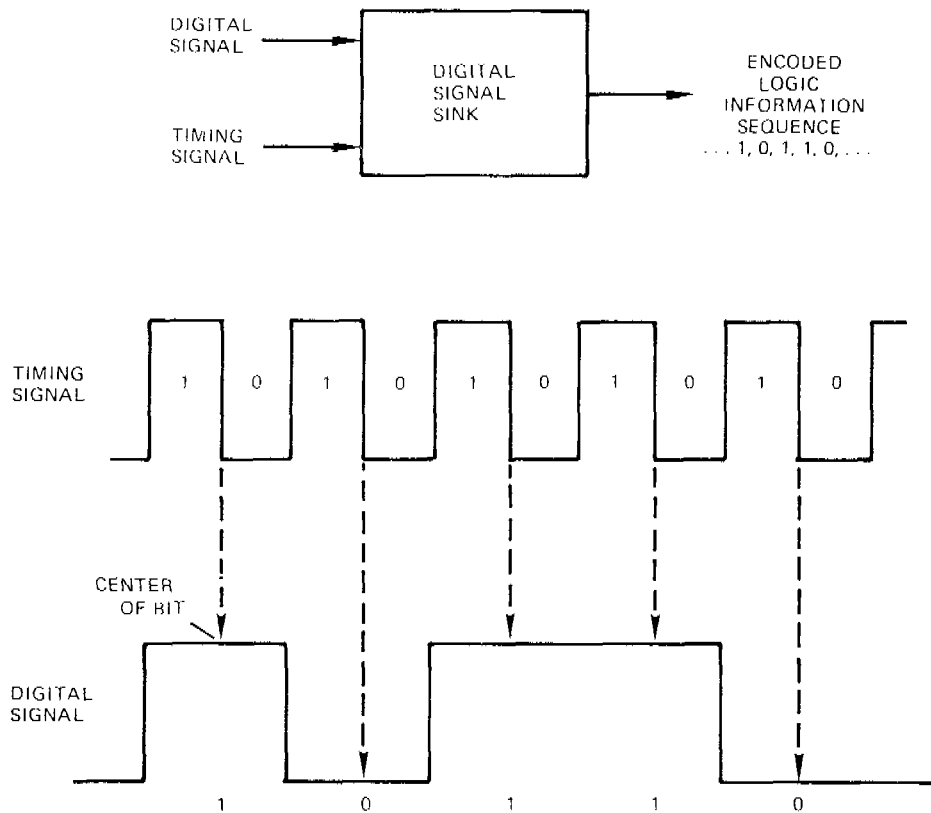 DIGITAL
SIGNAL
TIMING
SIGNAL
DIGITAL
SIGNAL
SINK
ENCODED
LOGIC
INFORMATION
SEQUENCE
. . . 1, 0, 1, 1, 0, . . .
TIMING
SIGNAL
1 0 1 0 1 0 1 0 1 0
CENTER
OF BIT
DIGITAL
SIGNAL
1 0 1 1 0